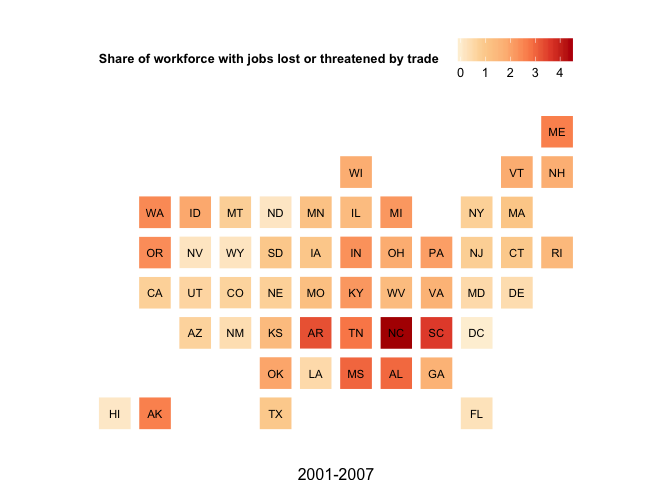 Share of workforce with jobs lost or threatened by trade
0 1 2 3 4
ME
WI VT NH
WA ID MT ND MN IL MI NY MA
OR NV WY SD IA IN OH PA NJ CT RI
CA UT CO NE MO KY WV VA MD DE
AZ NM KS AR TN NC SC DC
OK LA MS AL GA
HI AK TX FL
2001-2007